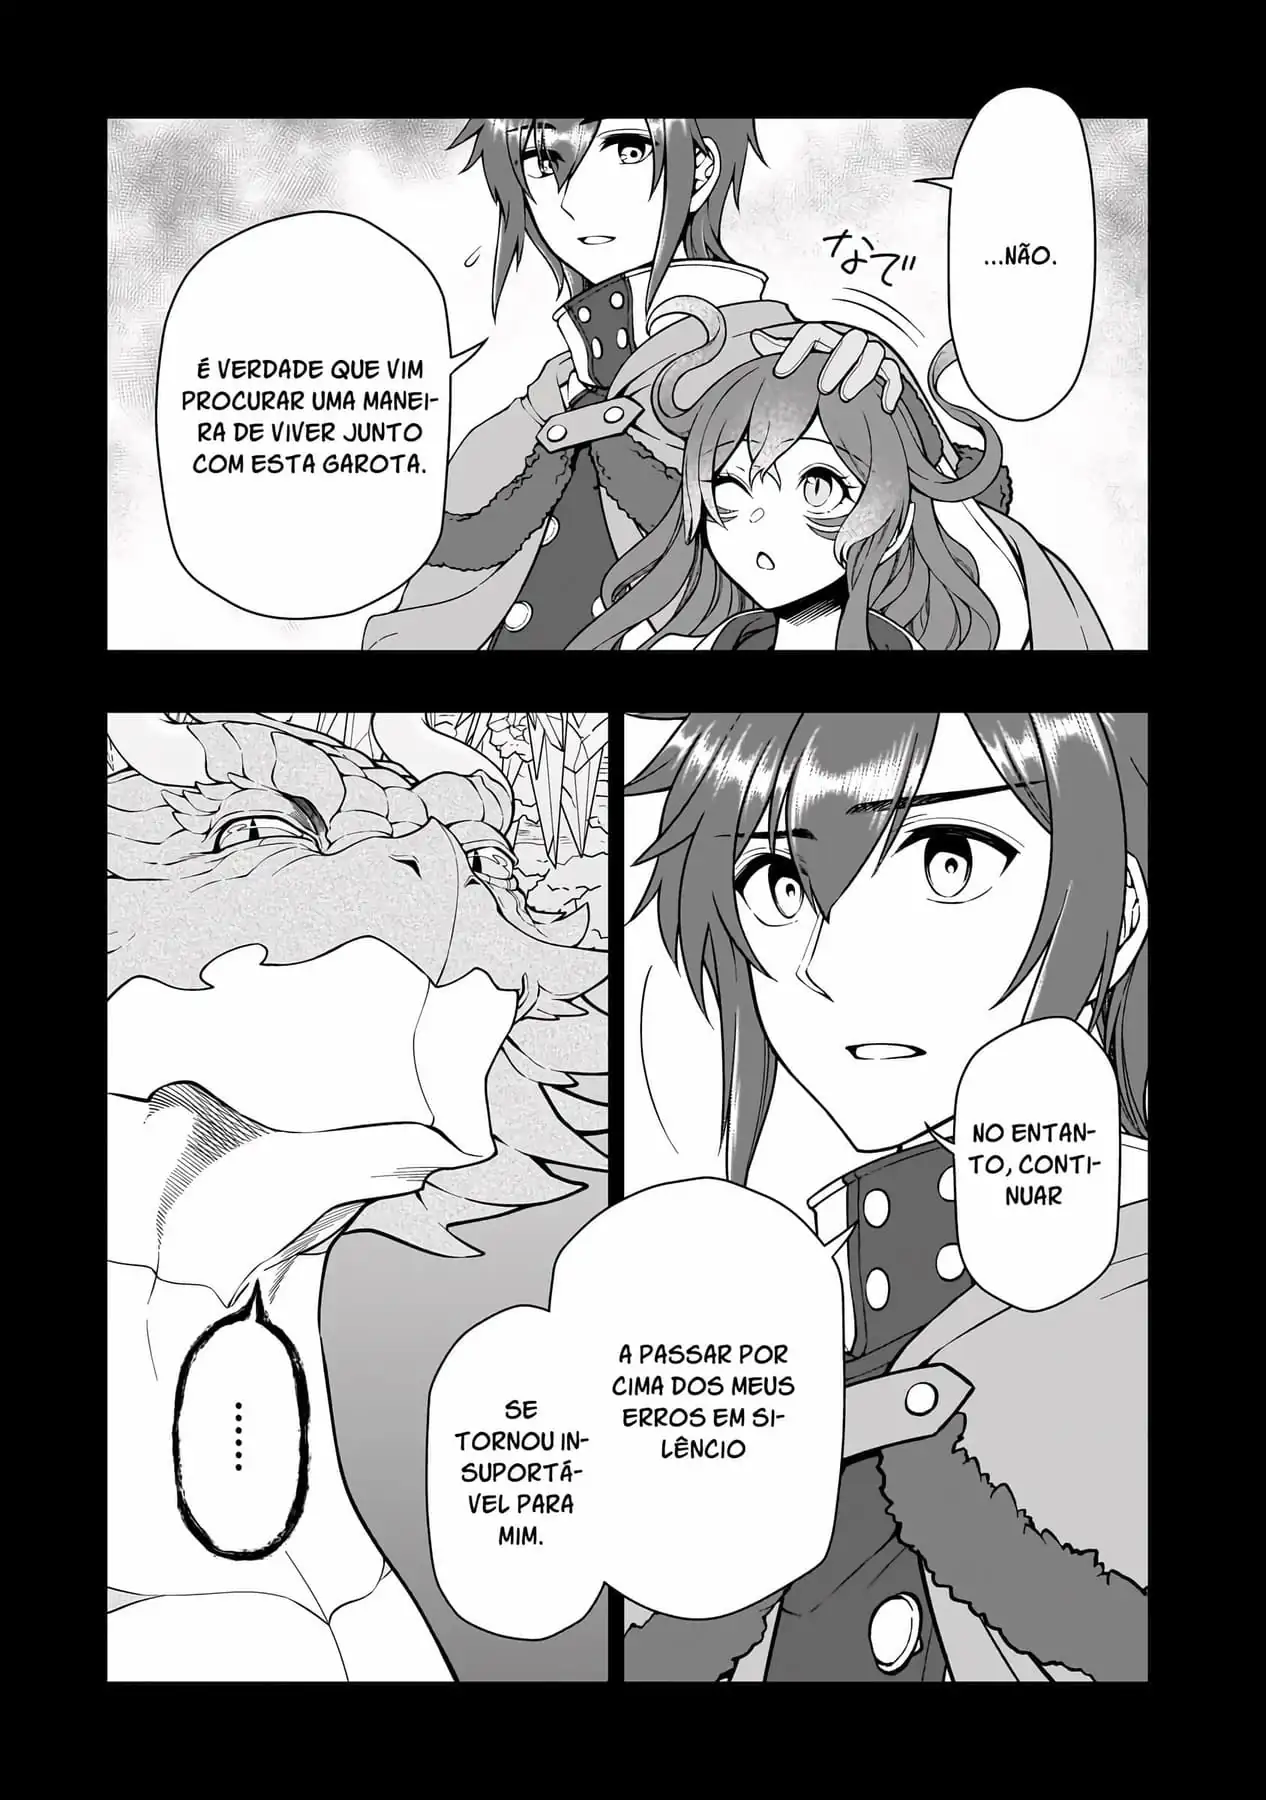 ...NÃO.
なで
É VERDADE QUE VIM
PROCURAR UMA MANEI-
RA DE VIVER JUNTO
COM ESTA GAROTA.
NO ENTAN-
TO, CONTI-
NUAR
A PASSAR POR
CIMA DOS MEUS
ERROS EM SI-
LÊNCIO
SE
TORNOU IN-
SUPORTÁ-
VEL PARA
MIM.
......